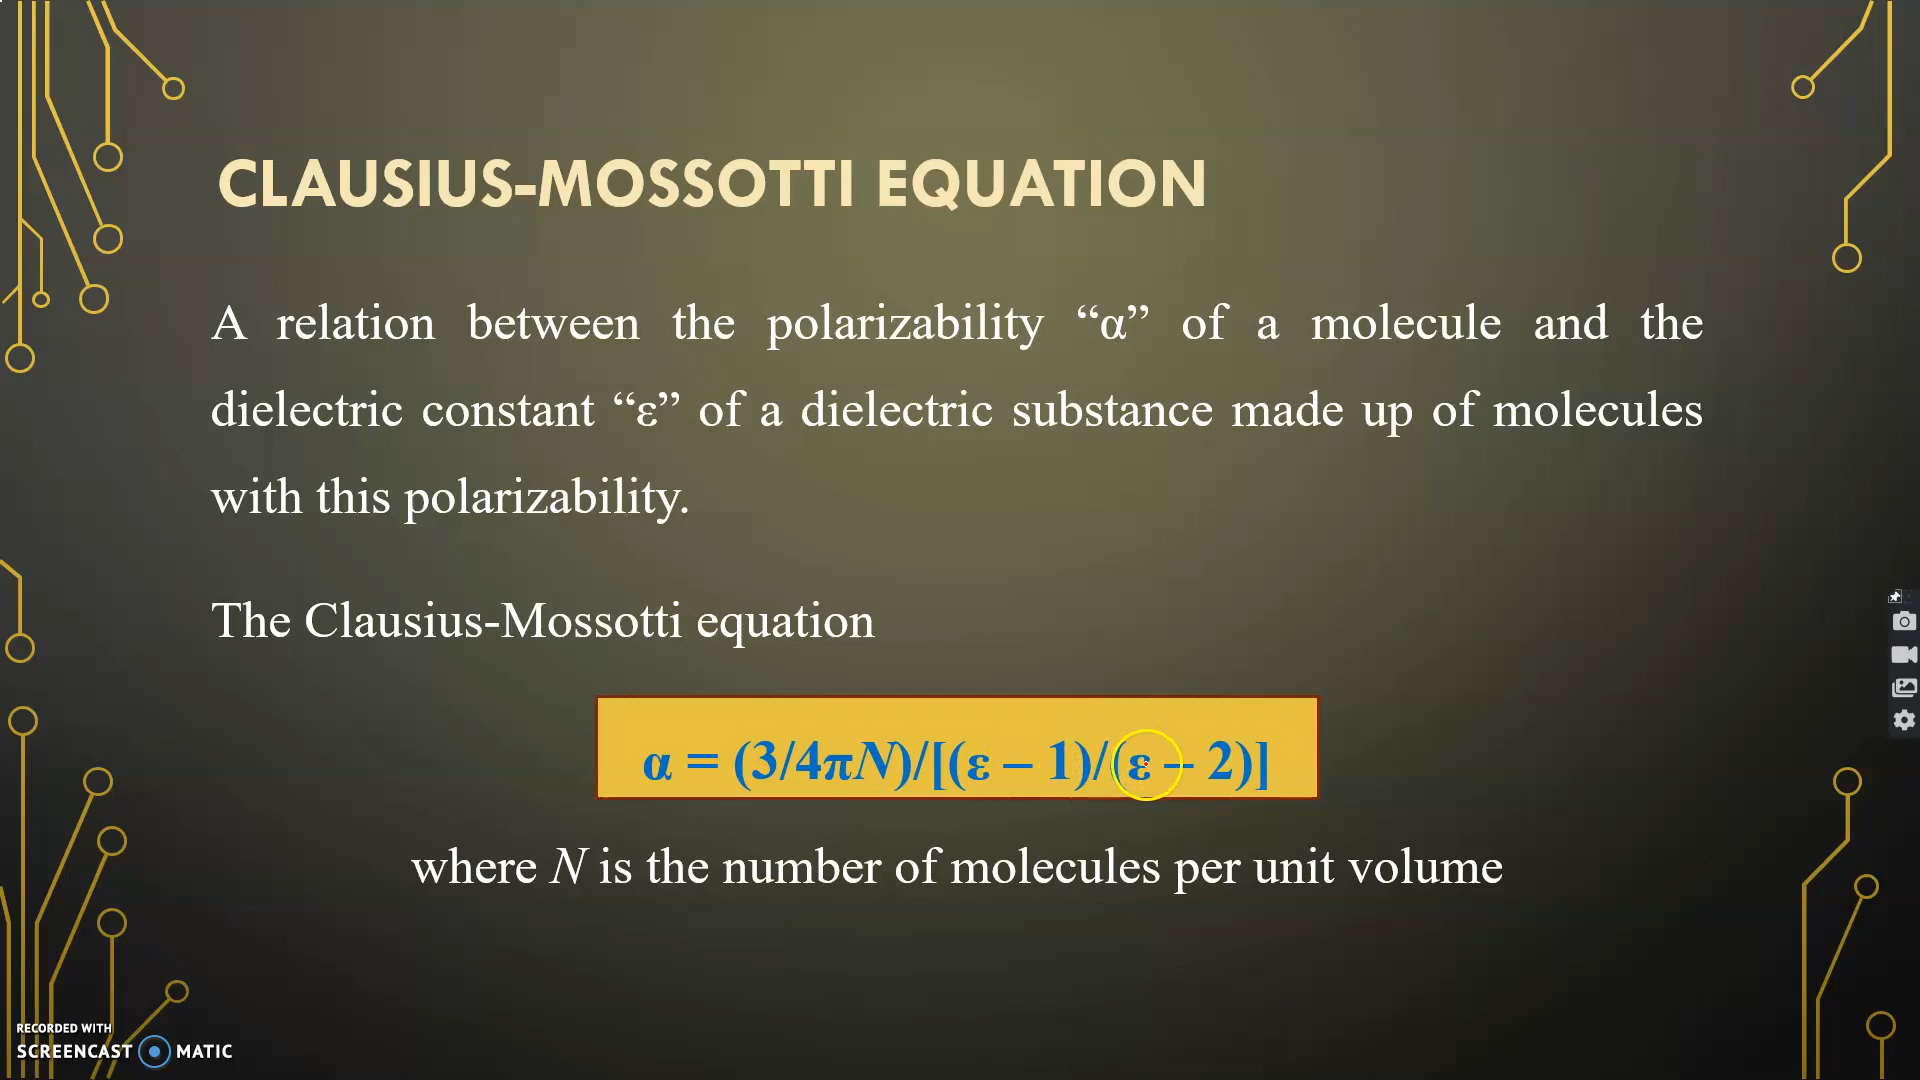 CLAUSIUS-MOSSOTTI EQUATION
A relation between the polarizability “α” of a molecule and the
dielectric constant “ε” of a dielectric substance made up of molecules
with this polarizability.
The Clausius-Mossotti equation
α = (3/4πN)/[(ε – 1)/(ε – 2)]
where N is the number of molecules per unit volume
RECORDED WITH
SCREENCAST MATIC